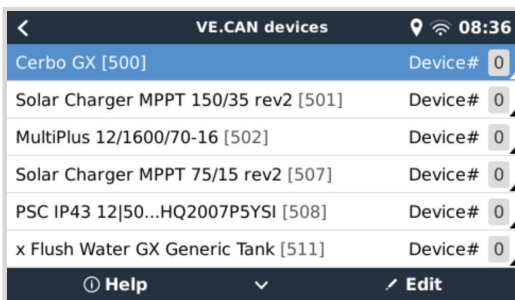 VE.CAN devices 08:36
Cerbo GX [500] Device# 0
Solar Charger MPPT 150/35 rev2 [501] Device# 0
MultiPlus 12/1600/70-16 [502] Device# 0
Solar Charger MPPT 75/15 rev2 [507] Device# 0
PSC IP43 12|50...HQ2007P5YSI [508] Device# 0
x Flush Water GX Generic Tank [511] Device# 0
Help Edit